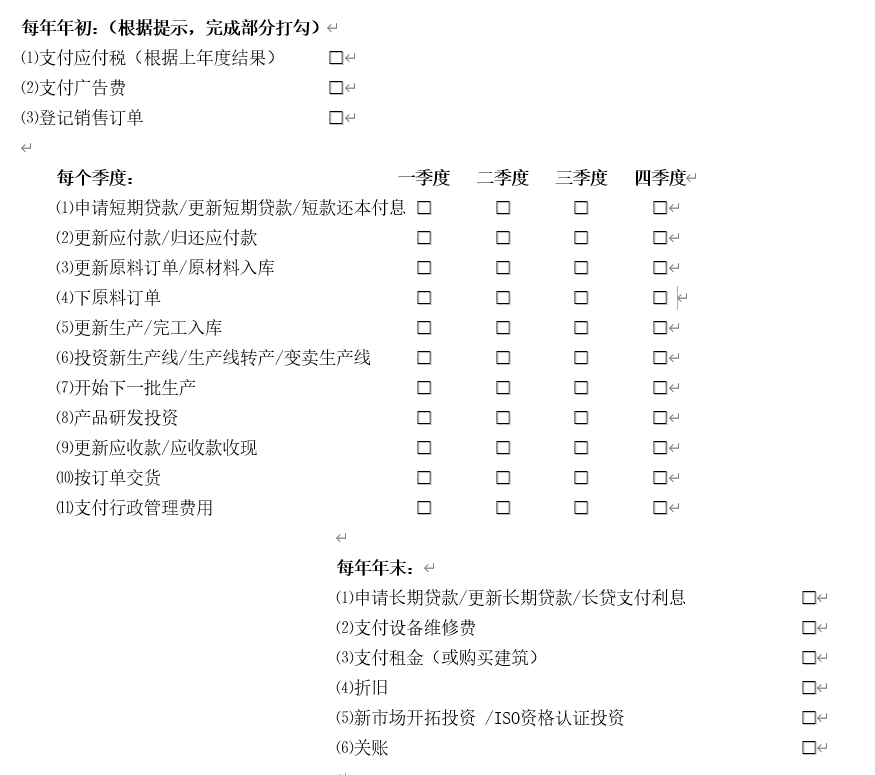 每年年初：（根据提示，完成部分打勾）
⑴支付应付税（根据上年度结果） □
⑵支付广告费 □
⑶登记销售订单 □
每个季度： 一季度 二季度 三季度 四季度
⑴申请短期贷款/更新短期贷款/短款还本付息 □ □ □ □
⑵更新应付款/归还应付款 □ □ □ □
⑶更新原料订单/原材料入库 □ □ □ □
⑷下原料订单 □ □ □ □
⑸更新生产/完工入库 □ □ □ □
⑹投资新生产线/生产线转产/变卖生产线 □ □ □ □
⑺开始下一批生产 □ □ □ □
⑻产品研发投资 □ □ □ □
⑼更新应收款/应收款收现 □ □ □ □
⑽按订单交货 □ □ □ □
⑾支付行政管理费用 □ □ □ □
每年年末：
⑴申请长期贷款/更新长期贷款/长贷支付利息 □
⑵支付设备维修费 □
⑶支付租金（或购买建筑） □
⑷折旧 □
⑸新市场开拓投资 /ISO资格认证投资 □
⑹关账 □